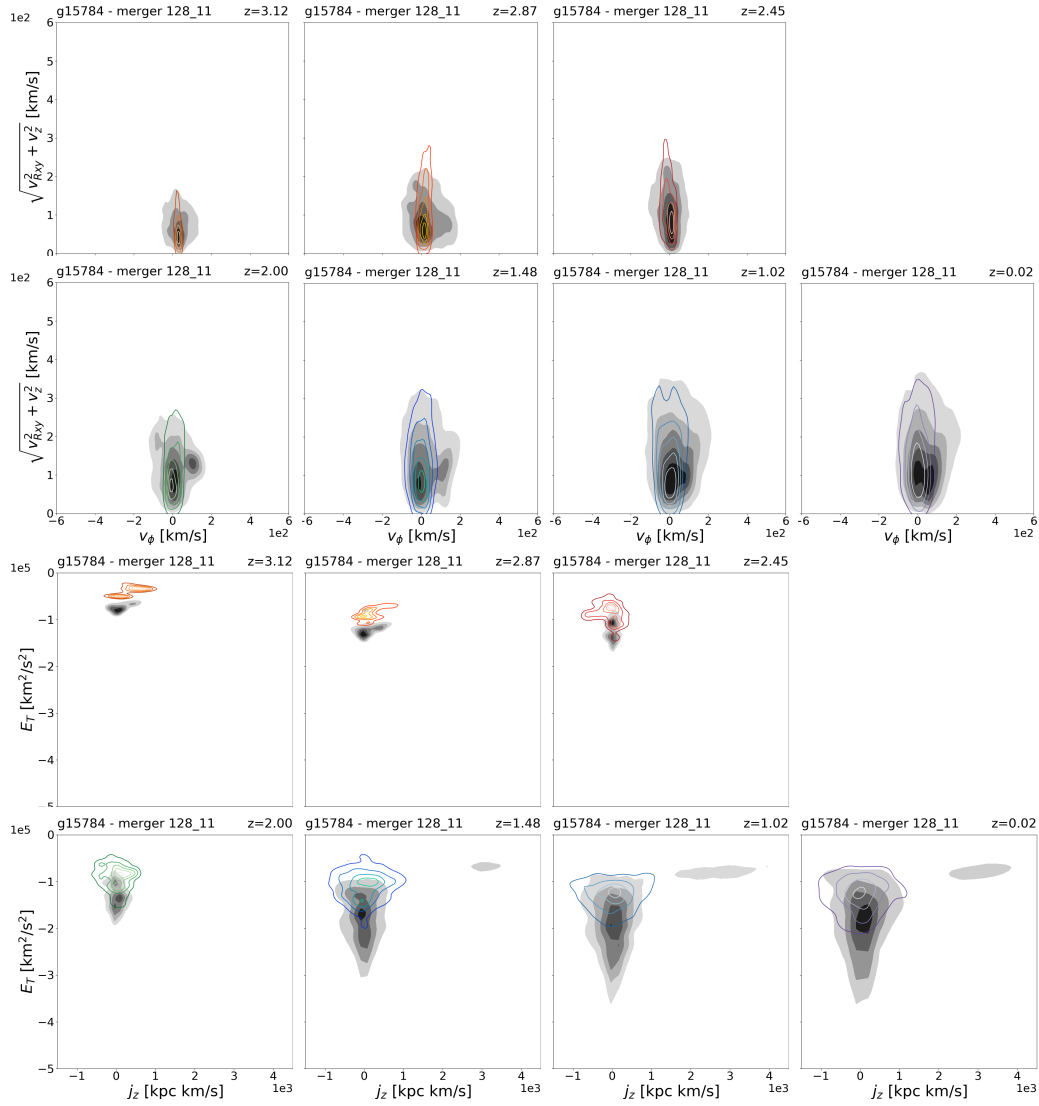 1e2
g15784 - merger 128_11 z=3.12 g15784 - merger 128_11 z=2.87 g15784 - merger 128_11 z=2.45
6
5
4
3
2
1
0
√v²_Rxy + v²_z [km/s]
g15784 - merger 128_11 z=2.00 g15784 - merger 128_11 z=1.48 g15784 - merger 128_11 z=1.02 g15784 - merger 128_11 z=0.02
1e2
6
5
4
3
2
1
0
√v²_Rxy + v²_z [km/s]
−6 −4 −2 0 2 4 6 −4 −2 0 2 4 6 −4 −2 0 2 4 6 −4 −2 0 2 4 6
v_ϕ [km/s] 1e2 v_ϕ [km/s] 1e2 v_ϕ [km/s] 1e2 v_ϕ [km/s] 1e2
1e5
g15784 - merger 128_11 z=3.12 g15784 - merger 128_11 z=2.87 g15784 - merger 128_11 z=2.45
0
−1
−2
−3
−4
−5
E_T [km²/s²]
1e5
g15784 - merger 128_11 z=2.00 g15784 - merger 128_11 z=1.48 g15784 - merger 128_11 z=1.02 g15784 - merger 128_11 z=0.02
0
−1
−2
−3
−4
−5
E_T [km²/s²]
−1 0 1 2 3 4 −1 0 1 2 3 4 −1 0 1 2 3 4 −1 0 1 2 3 4
j_z [kpc km/s] 1e3 j_z [kpc km/s] 1e3 j_z [kpc km/s] 1e3 j_z [kpc km/s] 1e3